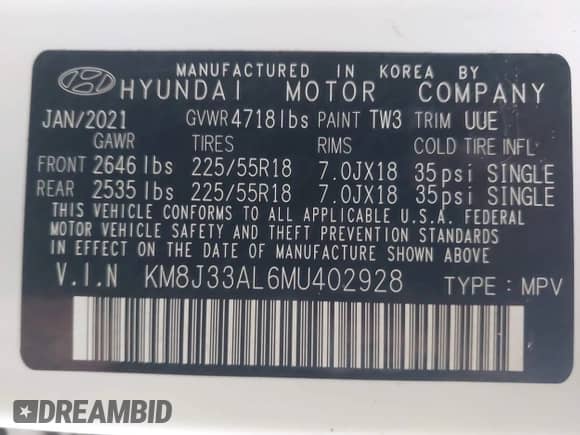 MANUFACTURED IN KOREA BY
HYUNDAI MOTOR COMPANY
JAN/2021 GVWR 4718lbs PAINT TW3 TRIM UUE
GAWR TIRES RIMS COLD TIRE INFL
FRONT 2646 lbs 225/55R18 7.0JX18 35psi SINGLE
REAR 2535 lbs 225/55R18 7.0JX18 35psi SINGLE
THIS VEHICLE CONFORMS TO ALL APPLICABLE U.S.A. FEDERAL
MOTOR VEHICLE SAFETY AND THEFT PREVENTION STANDARDS
IN EFFECT ON THE DATE OF MANUFACTURE SHOWN ABOVE
V.I.N KM8J33AL6MU402928 TYPE : MPV
DREAMBID